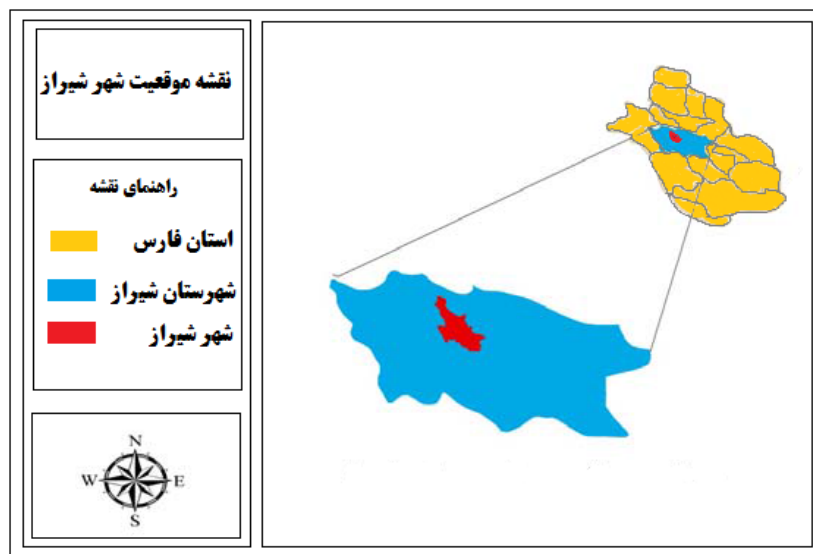 نقشه موقعیت شهر شیراز
راهنمای نقشه
استان فارس
شهرستان شیراز
شهر شیراز
N
W E
S